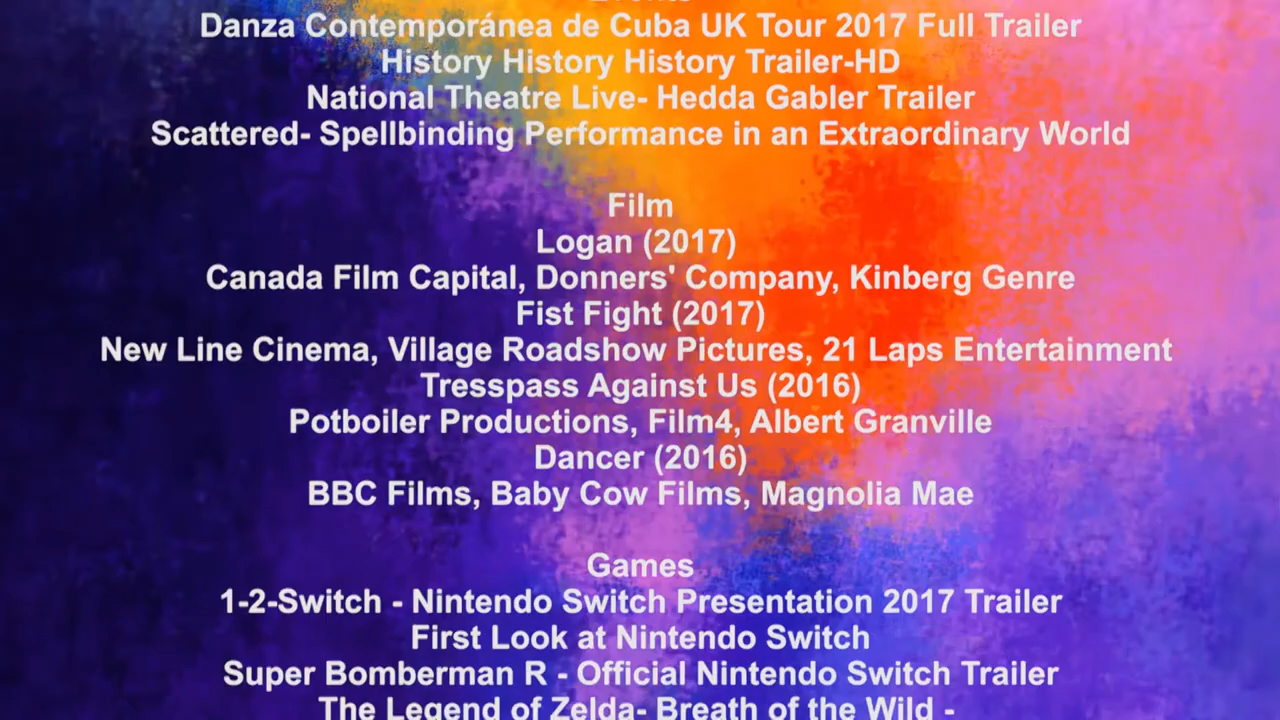 Events
Danza Contemporánea de Cuba UK Tour 2017 Full Trailer
History History History Trailer-HD
National Theatre Live- Hedda Gabler Trailer
Scattered- Spellbinding Performance in an Extraordinary World
Film
Logan (2017)
Canada Film Capital, Donners' Company, Kinberg Genre
Fist Fight (2017)
New Line Cinema, Village Roadshow Pictures, 21 Laps Entertainment
Tresspass Against Us (2016)
Potboiler Productions, Film4, Albert Granville
Dancer (2016)
BBC Films, Baby Cow Films, Magnolia Mae
Games
1-2-Switch - Nintendo Switch Presentation 2017 Trailer
First Look at Nintendo Switch
Super Bomberman R - Official Nintendo Switch Trailer
The Legend of Zelda- Breath of the Wild -